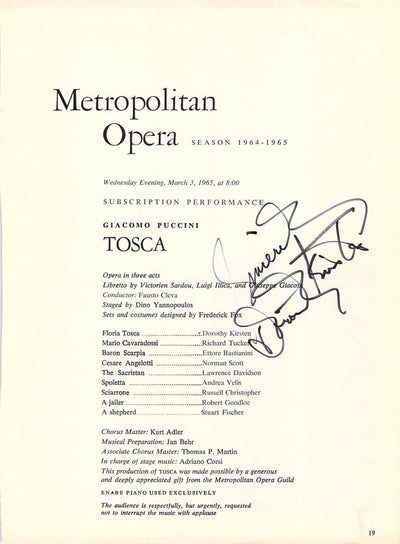 Metropolitan
Opera SEASON 1964-1965
Wednesday Evening, March 3, 1965, at 8:00
SUBSCRIPTION PERFORMANCE
GIACOMO PUCCINI
TOSCA
Opera in three acts
Libretto by Victorien Sardou, Luigi Illica, and Giuseppe Giacosa
Conductor: Fausto Cleva
Staged by Dino Yannopoulos
Sets and costumes designed by Frederick Fox
Floria Tosca ..........Dorothy Kirsten
Mario Cavaradossi ..........Richard Tucker
Baron Scarpia ..........Ettore Bastianini
Cesare Angelotti ..........Norman Scott
The Sacristan ..........Lawrence Davidson
Spoletta ..........Andrea Velis
Sciarrone ..........Russell Christopher
A jailer ..........Robert Goodloe
A shepherd ..........Stuart Fischer
Sincerely
Dorothy Kirsten
Chorus Master: Kurt Adler
Musical Preparation: Jan Behr
Associate Chorus Master: Thomas P. Martin
In charge of stage music: Adriano Corsi
This production of TOSCA was made possible by a generous
and deeply appreciated gift from the Metropolitan Opera Guild
KNABE PIANO USED EXCLUSIVELY
The audience is respectfully, but urgently, requested
not to interrupt the music with applause
19